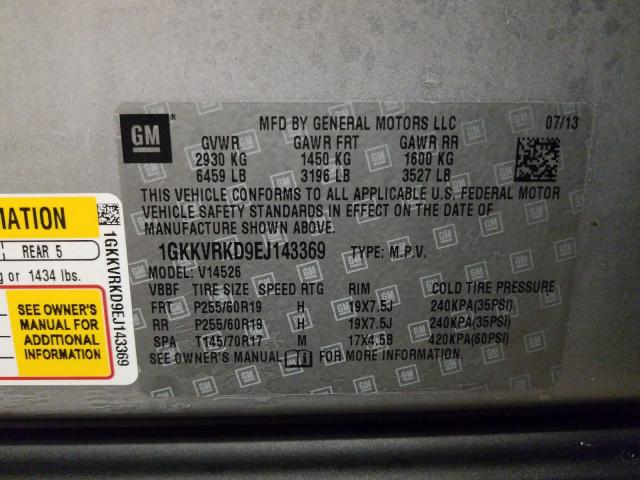 GM
MFD BY GENERAL MOTORS LLC 07/13
GVWR GAWR FRT GAWR RR
2930 KG 1450 KG 1600 KG
6459 LB 3196 LB 3527 LB
THIS VEHICLE CONFORMS TO ALL APPLICABLE U.S. FEDERAL MOTOR
VEHICLE SAFETY STANDARDS IN EFFECT ON THE DATE OF
MANUFACTURE SHOWN ABOVE.
1GKKVRKD9EJ143369 TYPE: M.P.V.
MODEL: V14526
VBBF TIRE SIZE SPEED RTG RIM COLD TIRE PRESSURE
FRT P255/60R19 H 19X7.5J 240KPA(35PSI)
RR P255/60R19 H 19X7.5J 240KPA(35PSI)
SPA T145/70R17 M 17X4.5B 420KPA(60PSI)
SEE OWNER'S MANUAL FOR MORE INFORMATION.
REAR 5
or 1434 lbs.
SEE OWNER'S
MANUAL FOR
ADDITIONAL
INFORMATION
1GKKVRKD9EJ143369